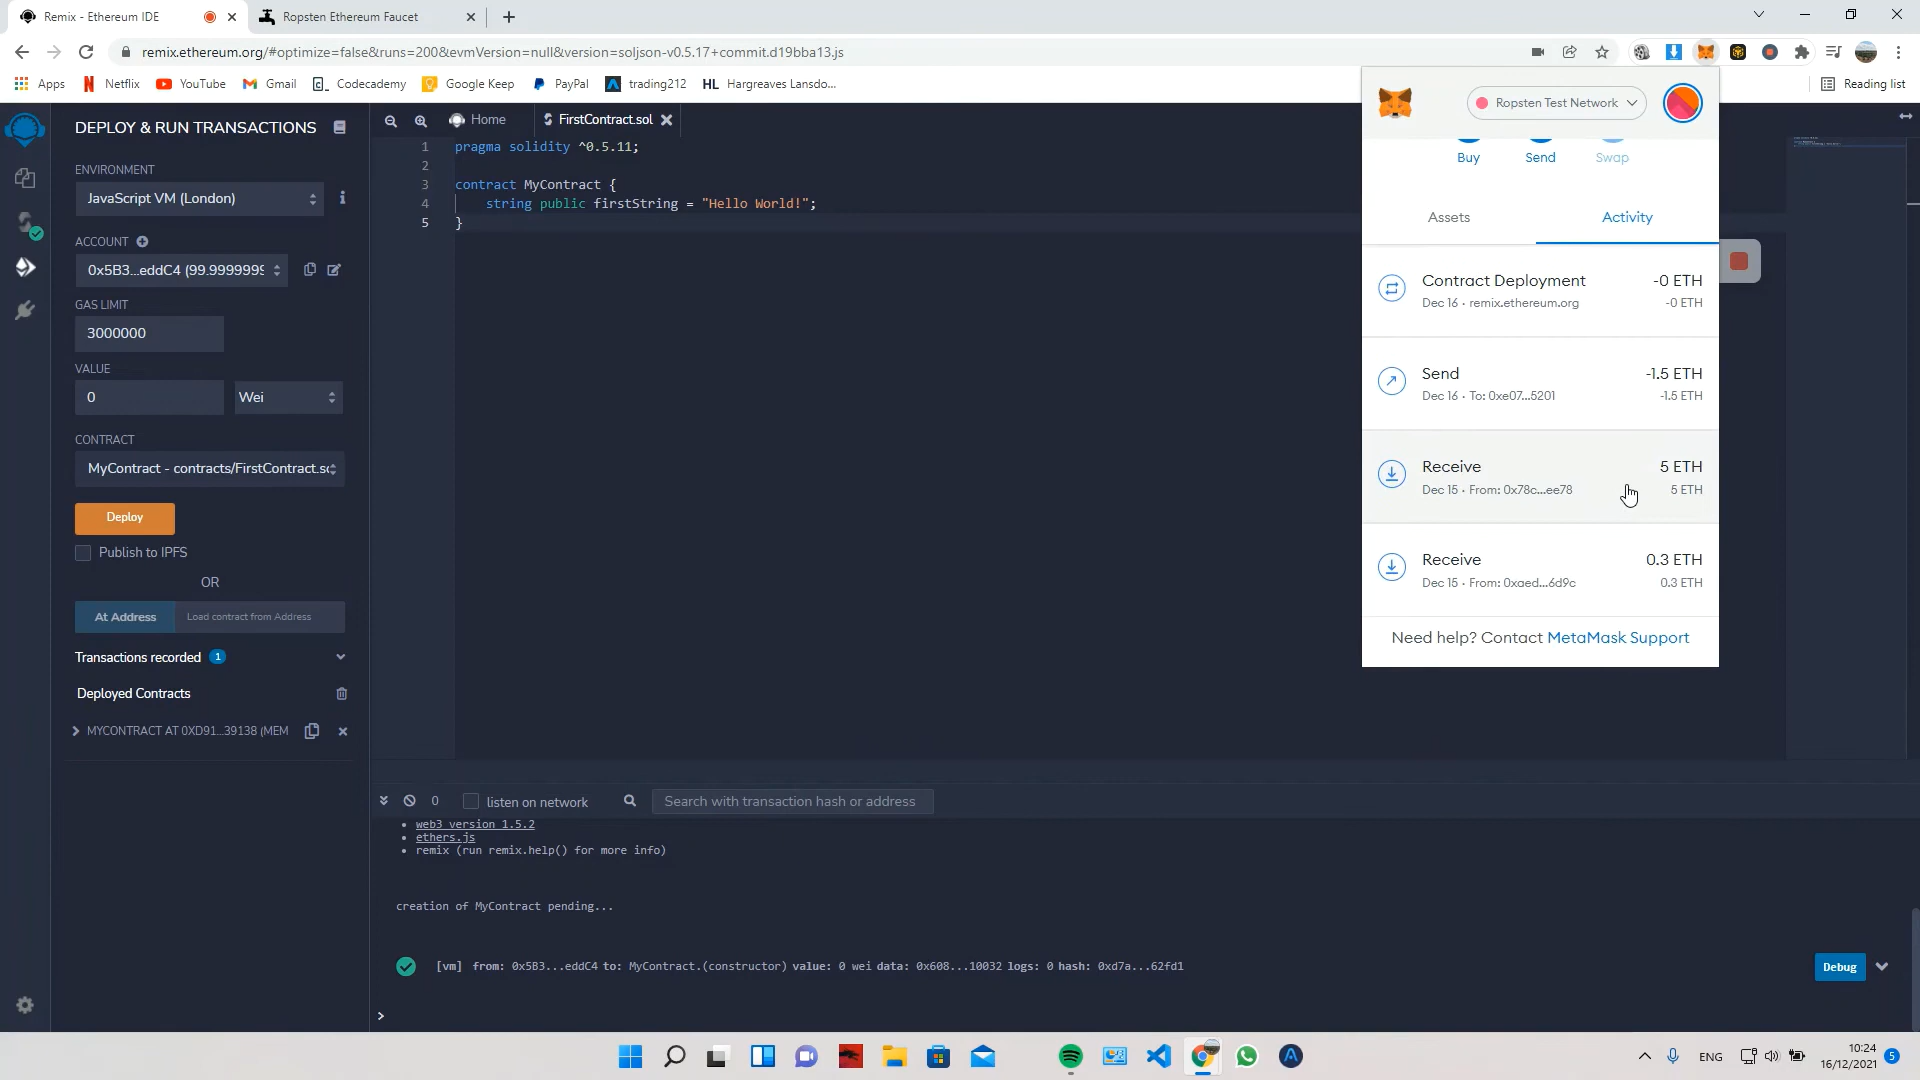 Remix - Ethereum IDE
Ropsten Ethereum Faucet
remix.ethereum.org/#optimize=false&runs=200&evmVersion=null&version=soljson-v0.5.17+commit.d19bba13.js
Apps
Netflix
YouTube
Gmail
Codecademy
Google Keep
PayPal
trading212
HL Hargreaves Lansdo...
Reading list
DEPLOY & RUN TRANSACTIONS
ENVIRONMENT
JavaScript VM (London)
ACCOUNT
0x5B3...eddC4 (99.9999999
GAS LIMIT
3000000
VALUE
0
Wei
CONTRACT
MyContract - contracts/FirstContract.sc
Deploy
Publish to IPFS
OR
At Address
Load contract from Address
Transactions recorded 1
Deployed Contracts
MYCONTRACT AT 0XD91...39138 (MEM
Home
FirstContract.sol
1 pragma solidity ^0.5.11;
2
3 contract MyContract {
4 string public firstString = "Hello World!";
5 }
Ropsten Test Network
Buy
Send
Swap
Assets
Activity
Contract Deployment -0 ETH
Dec 16 · remix.ethereum.org -0 ETH
Send -1.5 ETH
Dec 16 · To: 0xe07...5201 -1.5 ETH
Receive 5 ETH
Dec 15 · From: 0x78c...ee78 5 ETH
Receive 0.3 ETH
Dec 15 · From: 0xaed...6d9c 0.3 ETH
Need help? Contact MetaMask Support
0
listen on network
Search with transaction hash or address
• web3 version 1.5.2
• ethers.js
• remix (run remix.help() for more info)
creation of MyContract pending...
[vm] from: 0x5B3...eddC4 to: MyContract.(constructor) value: 0 wei data: 0x608...10032 logs: 0 hash: 0xd7a...62fd1
Debug
>
ENG
10:24
16/12/2021
5